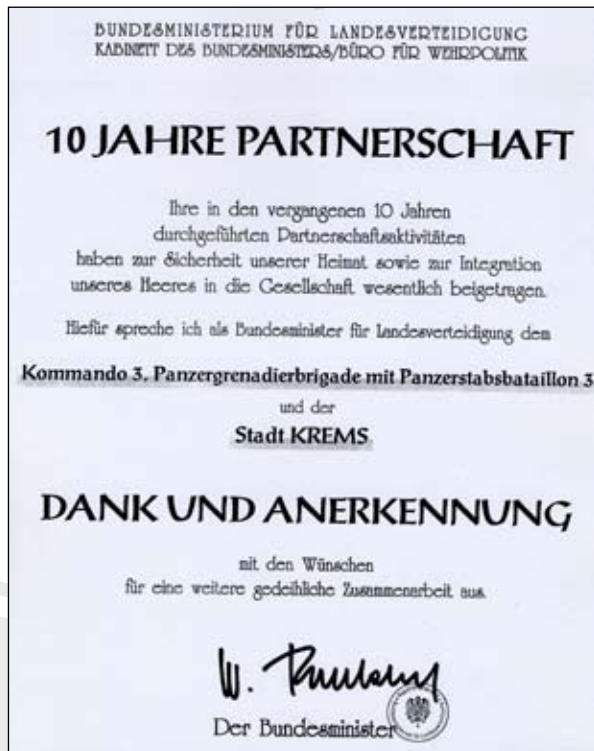 BUNDESMINISTERIUM FÜR LANDESVERTEIDIGUNG
KABINETT DES BUNDESMINISTERS/BÜRO FÜR WEHRPOLITIK
10 JAHRE PARTNERSCHAFT
Ihre in den vergangenen 10 Jahren
durchgeführten Partnerschaftsaktivitäten
haben zur Sicherheit unserer Heimat sowie zur Integration
unseres Heeres in die Gesellschaft wesentlich beigetragen.
Hiefür spreche ich als Bundesminister für Landesverteidigung dem
Kommando 3. Panzergrenadierbrigade mit Panzerstabsbataillon 3
und der
Stadt KREMS
DANK UND ANERKENNUNG
mit den Wünschen
für eine weitere gedeihliche Zusammenarbeit aus.
W.
Der Bundesminister